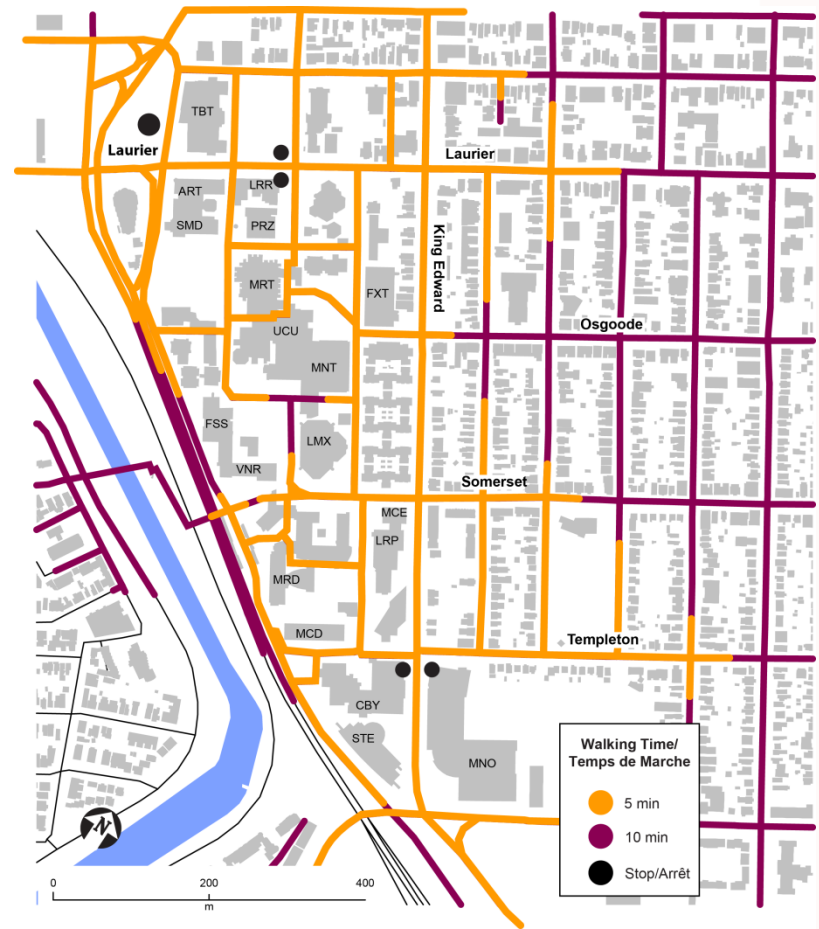 TBT
Laurier
Laurier
ART
LRR
SMD
PRZ
King Edward
MRT
FXT
Osgoode
UCU
MNT
FSS
LMX
VNR
Somerset
MCE
LRP
MRD
MCD
Templeton
CBY
STE
MNO
Walking Time/
Temps de Marche
5 min
10 min
Stop/Arrêt
N
0
200
400
m